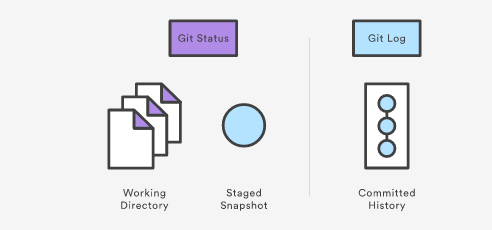 Git Status
Git Log
Working
Directory
Staged
Snapshot
Committed
History